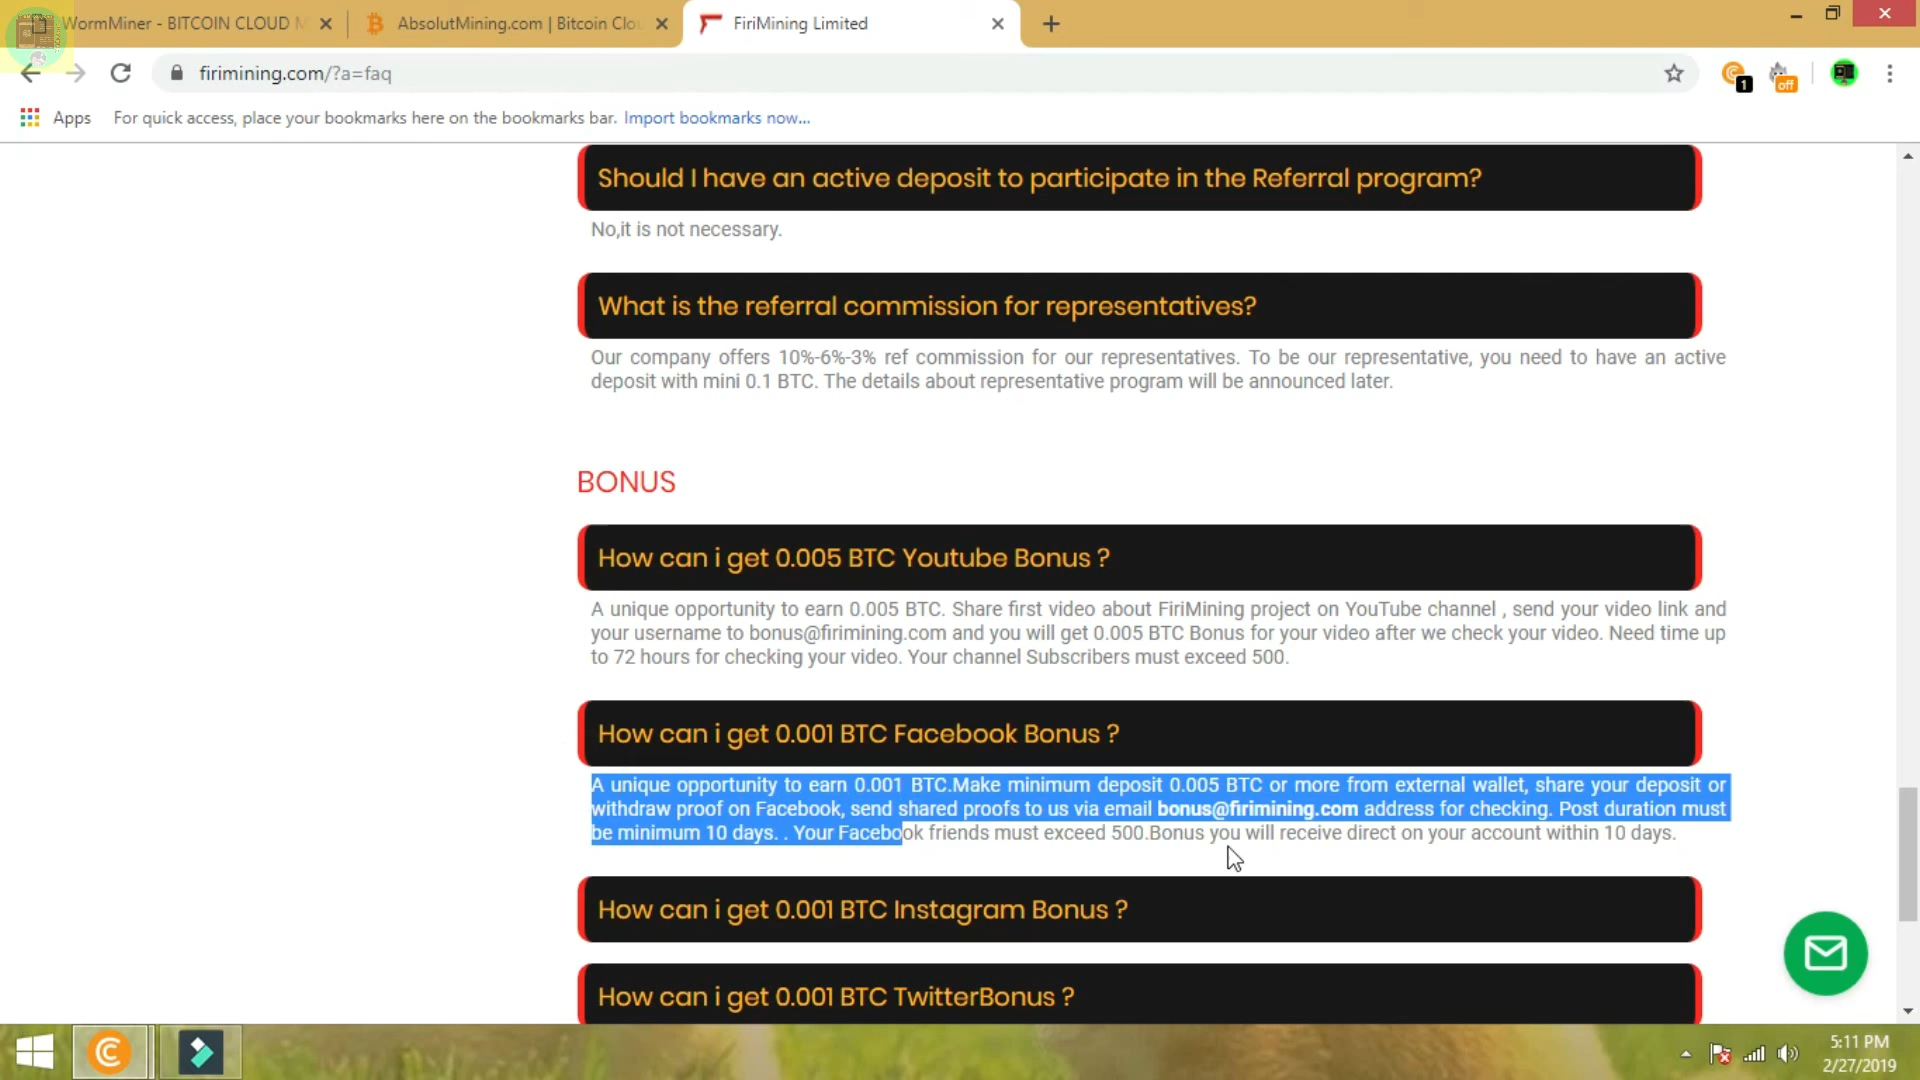 WormMiner - BITCOIN CLOUD M
AbsolutMining.com | Bitcoin Clou
FiriMining Limited
firimining.com/?a=faq
1
off
Apps
For quick access, place your bookmarks here on the bookmarks bar. Import bookmarks now...
Should I have an active deposit to participate in the Referral program?
No,it is not necessary.
What is the referral commission for representatives?
Our company offers 10%-6%-3% ref commission for our representatives. To be our representative, you need to have an active
deposit with mini 0.1 BTC. The details about representative program will be announced later.
BONUS
How can i get 0.005 BTC Youtube Bonus ?
A unique opportunity to earn 0.005 BTC. Share first video about FiriMining project on YouTube channel , send your video link and
your username to bonus@firimining.com and you will get 0.005 BTC Bonus for your video after we check your video. Need time up
to 72 hours for checking your video. Your channel Subscribers must exceed 500.
How can i get 0.001 BTC Facebook Bonus ?
A unique opportunity to earn 0.001 BTC.Make minimum deposit 0.005 BTC or more from external wallet, share your deposit or
withdraw proof on Facebook, send shared proofs to us via email bonus@firimining.com address for checking. Post duration must
be minimum 10 days. . Your Facebook friends must exceed 500.Bonus you will receive direct on your account within 10 days.
How can i get 0.001 BTC Instagram Bonus ?
How can i get 0.001 BTC TwitterBonus ?
5:11 PM
2/27/2019